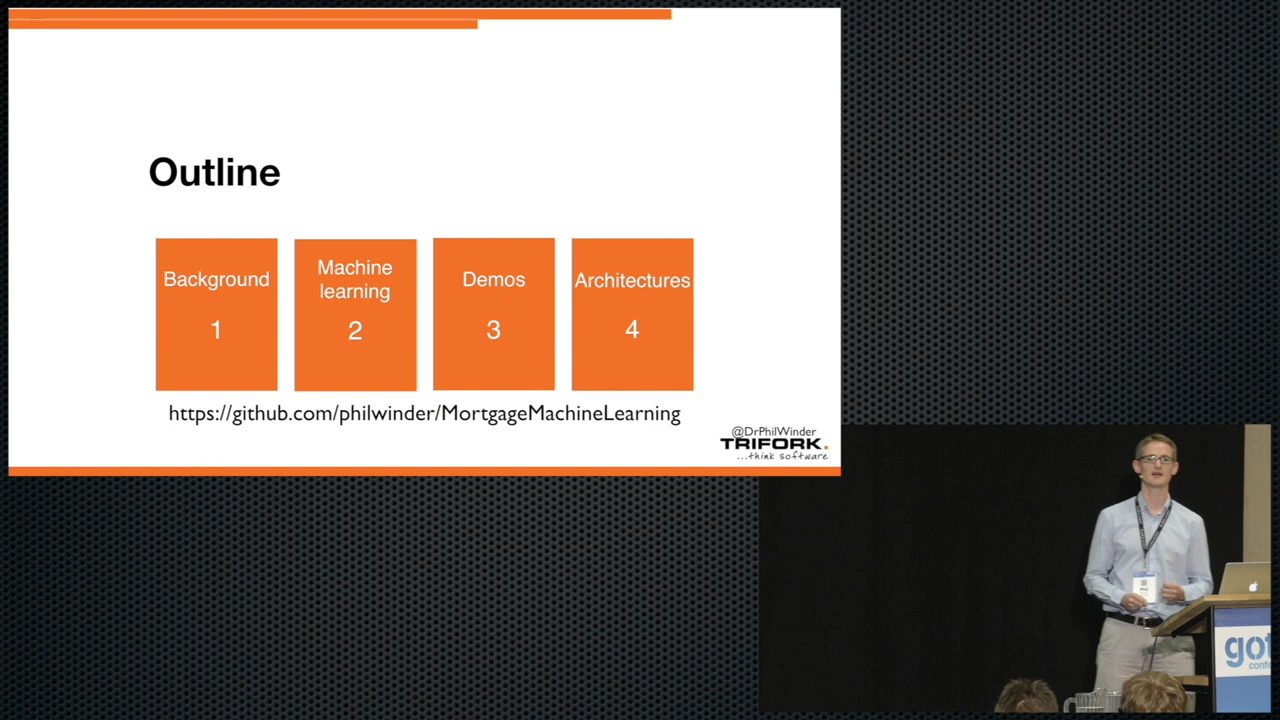 Outline
Background
1
Machine
learning
2
Demos
3
Architectures
4
https://github.com/philwinder/MortgageMachineLearning
@DrPhilWinder
TRIFORK.
...think software
got
confe